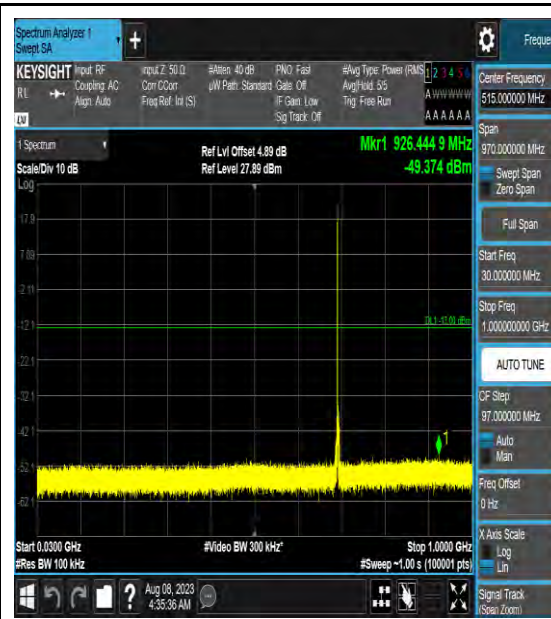 Spectrum Analyzer 1
Swept SA
Frequen
KEYSIGHT
RL
Input: RF
Coupling: AC
Align: Auto
Input Z: 50 Ω
Corr CCorr
Freq Ref: Int (S)
#Atten: 40 dB
µW Path: Standard
PNO: Fast
Gate: Off
IF Gain: Low
Sig Track: Off
#Avg Type: Power (RMS
Avg|Hold: 5/5
Trig: Free Run
1 2 3 4 5 6
A W W W W W
A A A A A A
LV
1 Spectrum
Scale/Div 10 dB
Log
Ref Lvl Offset 4.89 dB
Ref Level 27.89 dBm
Mkr1 926.444 9 MHz
-49.374 dBm
17.9
7.89
-2.11
-12.1
-22.1
-32.1
-42.1
-52.1
-62.1
DL1 -13.00 dBm
1
Start 0.0300 GHz
#Res BW 100 kHz
#Video BW 300 kHz*
Stop 1.0000 GHz
#Sweep ~1.00 s (100001 pts)
Aug 08, 2023
4:35:36 AM
Center Frequency
515.000000 MHz
Span
970.000000 MHz
Swept Span
Zero Span
Full Span
Start Freq
30.000000 MHz
Stop Freq
1.000000000 GHz
AUTO TUNE
CF Step
97.000000 MHz
Auto
Man
Freq Offset
0 Hz
X Axis Scale
Log
Lin
Signal Track
(Span Zoom)